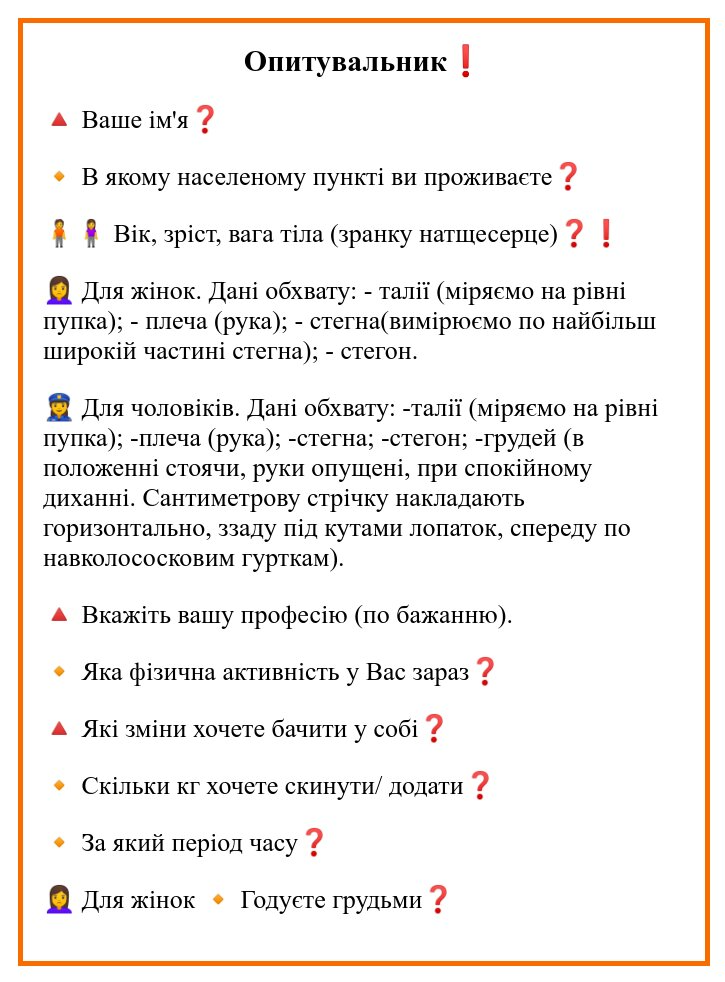 Опитувальник❗
🔺 Ваше ім'я❓
🔸 В якому населеному пункті ви проживаєте❓
🧍🧍‍♀️ Вік, зріст, вага тіла (зранку натщесерце)❓❗
🙎‍♀️ Для жінок. Дані обхвату: - талії (міряємо на рівні
пупка); - плеча (рука); - стегна(вимірюємо по найбільш
широкій частині стегна); - стегон.
👮 Для чоловіків. Дані обхвату: -талії (міряємо на рівні
пупка); -плеча (рука); -стегна; -стегон; -грудей (в
положенні стоячи, руки опущені, при спокійному
диханні. Сантиметрову стрічку накладають
горизонтально, ззаду під кутами лопаток, спереду по
навколососковим гурткам).
🔺 Вкажіть вашу професію (по бажанню).
🔸 Яка фізична активність у Вас зараз❓
🔺 Які зміни хочете бачити у собі❓
🔸 Скільки кг хочете скинути/ додати❓
🔸 За який період часу❓
🙎‍♀️ Для жінок 🔸 Годуєте грудьми❓